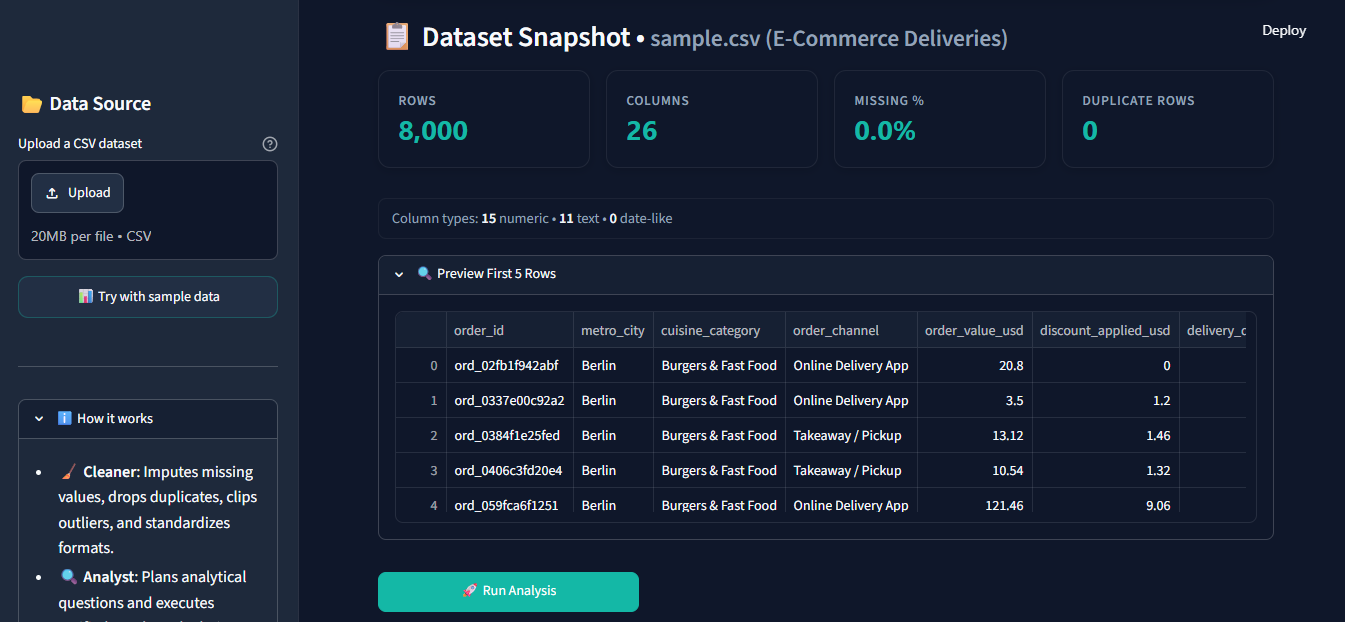 Data Source
Upload a CSV dataset
Upload
20MB per file • CSV
Try with sample data
How it works
• Cleaner: Imputes missing
values, drops duplicates, clips
outliers, and standardizes
formats.
• Analyst: Plans analytical
questions and executes
Deploy
Dataset Snapshot • sample.csv (E-Commerce Deliveries)
ROWS
8,000
COLUMNS
26
MISSING %
0.0%
DUPLICATE ROWS
0
Column types: 15 numeric • 11 text • 0 date-like
Preview First 5 Rows
order_id metro_city cuisine_category order_channel order_value_usd discount_applied_usd delivery_c
0 ord_02fb1f942abf Berlin Burgers & Fast Food Online Delivery App 20.8 0
1 ord_0337e00c92a2 Berlin Burgers & Fast Food Online Delivery App 3.5 1.2
2 ord_0384f1e25fed Berlin Burgers & Fast Food Takeaway / Pickup 13.12 1.46
3 ord_0406c3fd20e4 Berlin Burgers & Fast Food Takeaway / Pickup 10.54 1.32
4 ord_059fca6f1251 Berlin Burgers & Fast Food Online Delivery App 121.46 9.06
Run Analysis